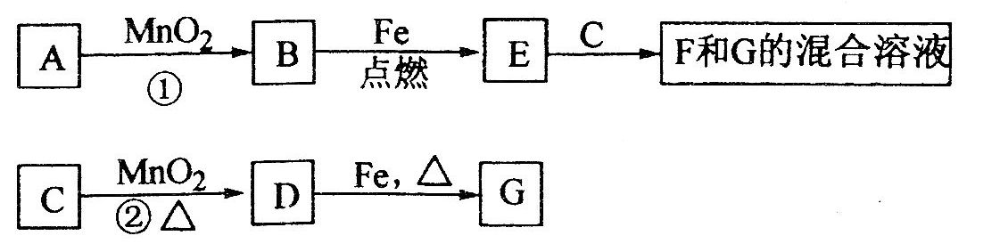 A MnO₂ ① B Fe 点燃 E C F和G的混合溶液
C MnO₂ ② △ D Fe, △ G